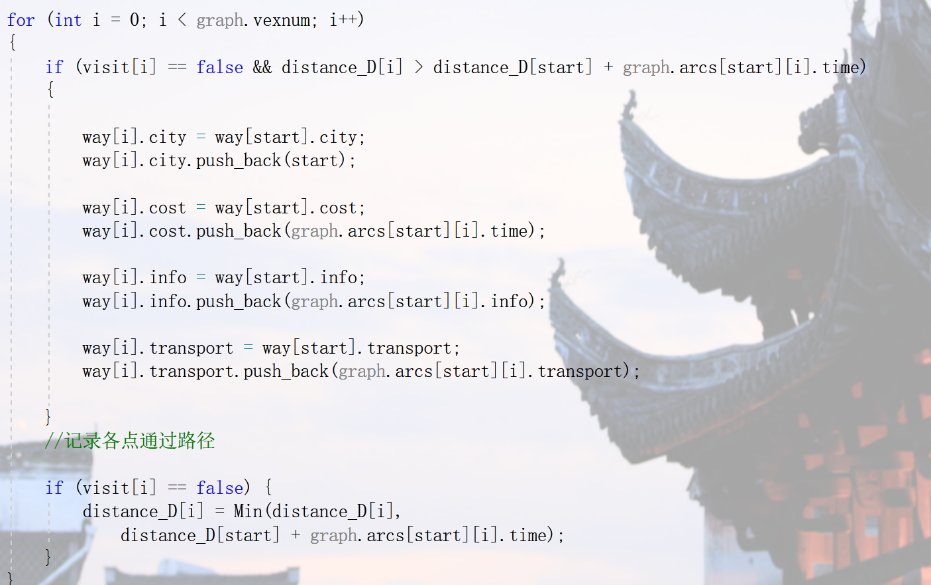 for (int i = 0; i < graph.vexnum; i++)
{
if (visit[i] == false && distance_D[i] > distance_D[start] + graph.arcs[start][i].time)
{
way[i].city = way[start].city;
way[i].city.push_back(start);
way[i].cost = way[start].cost;
way[i].cost.push_back(graph.arcs[start][i].time);
way[i].info = way[start].info;
way[i].info.push_back(graph.arcs[start][i].info);
way[i].transport = way[start].transport;
way[i].transport.push_back(graph.arcs[start][i].transport);
}
//记录各点通过路径
if (visit[i] == false) {
distance_D[i] = Min(distance_D[i],
distance_D[start] + graph.arcs[start][i].time);
}
}